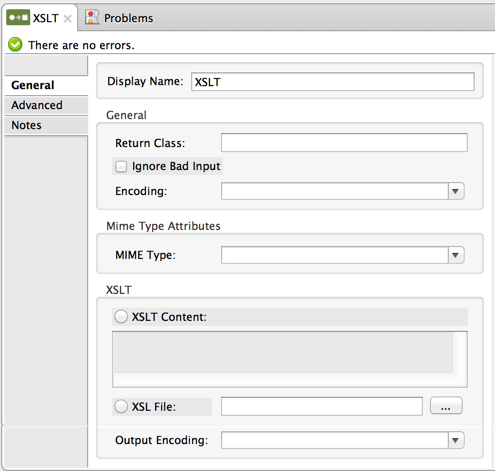 XSLT
Problems
There are no errors.
General
Advanced
Notes
Display Name: XSLT
General
Return Class:
Ignore Bad Input
Encoding:
Mime Type Attributes
MIME Type:
XSLT
XSLT Content:
XSL File:
...
Output Encoding: